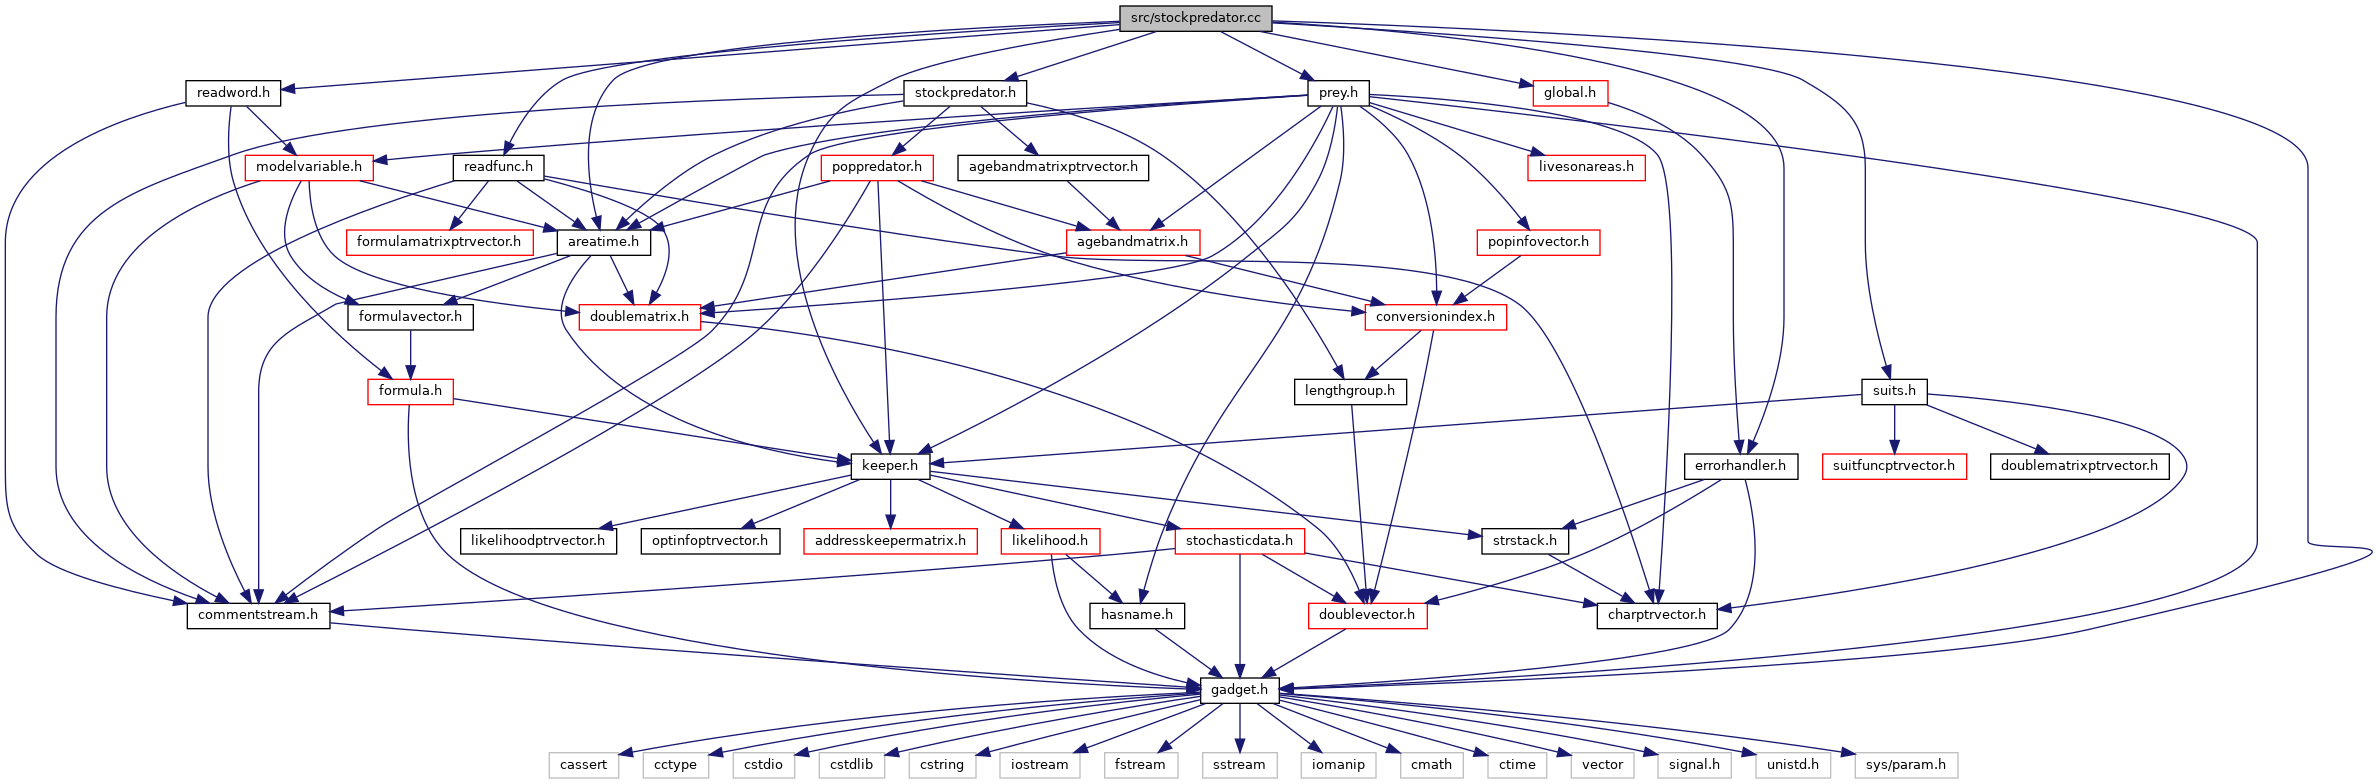 src/stockpredator.cc
readword.h
stockpredator.h
prey.h
global.h
modelvariable.h
readfunc.h
poppredator.h
agebandmatrixptrvector.h
livesonareas.h
formulamatrixptrvector.h
areatime.h
agebandmatrix.h
popinfovector.h
formulavector.h
doublematrix.h
conversionindex.h
formula.h
lengthgroup.h
suits.h
keeper.h
errorhandler.h
suitfuncptrvector.h
doublematrixptrvector.h
likelihoodptrvector.h
optinfoptrvector.h
addresskeepermatrix.h
likelihood.h
stochasticdata.h
strstack.h
commentstream.h
hasname.h
doublevector.h
charptrvector.h
gadget.h
cassert
cctype
cstdio
cstdlib
cstring
iostream
fstream
sstream
iomanip
cmath
ctime
vector
signal.h
unistd.h
sys/param.h